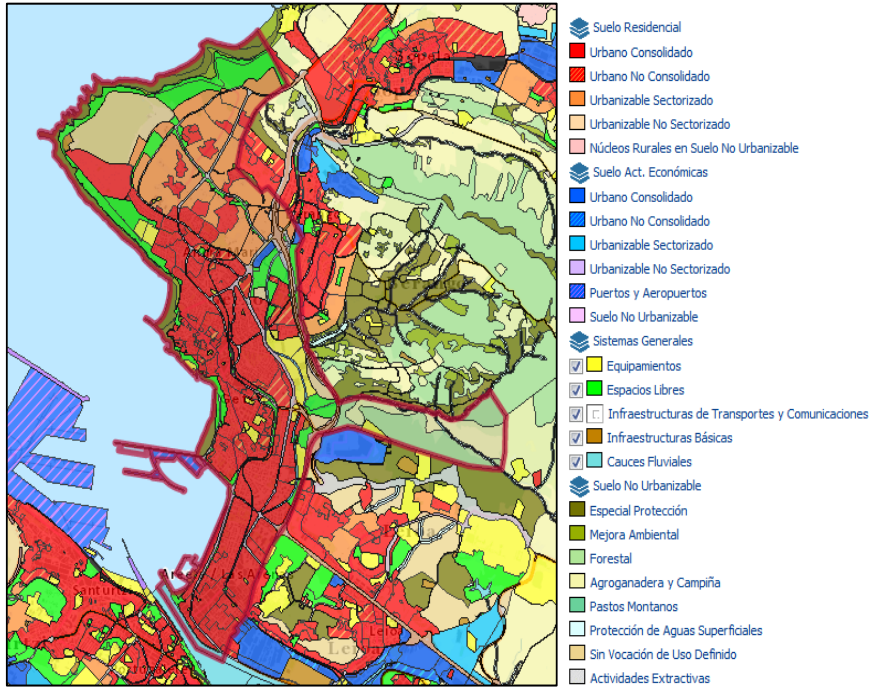 Suelo Residencial
Urbano Consolidado
Urbano No Consolidado
Urbanizable Sectorizado
Urbanizable No Sectorizado
Núcleos Rurales en Suelo No Urbanizable
Suelo Act. Económicas
Urbano Consolidado
Urbano No Consolidado
Urbanizable Sectorizado
Urbanizable No Sectorizado
Puertos y Aeropuertos
Suelo No Urbanizable
Sistemas Generales
Equipamientos
Espacios Libres
Infraestructuras de Transportes y Comunicaciones
Infraestructuras Básicas
Cauces Fluviales
Suelo No Urbanizable
Especial Protección
Mejora Ambiental
Forestal
Agroganadera y Campiña
Pastos Montanos
Protección de Aguas Superficiales
Sin Vocación de Uso Definido
Actividades Extractivas